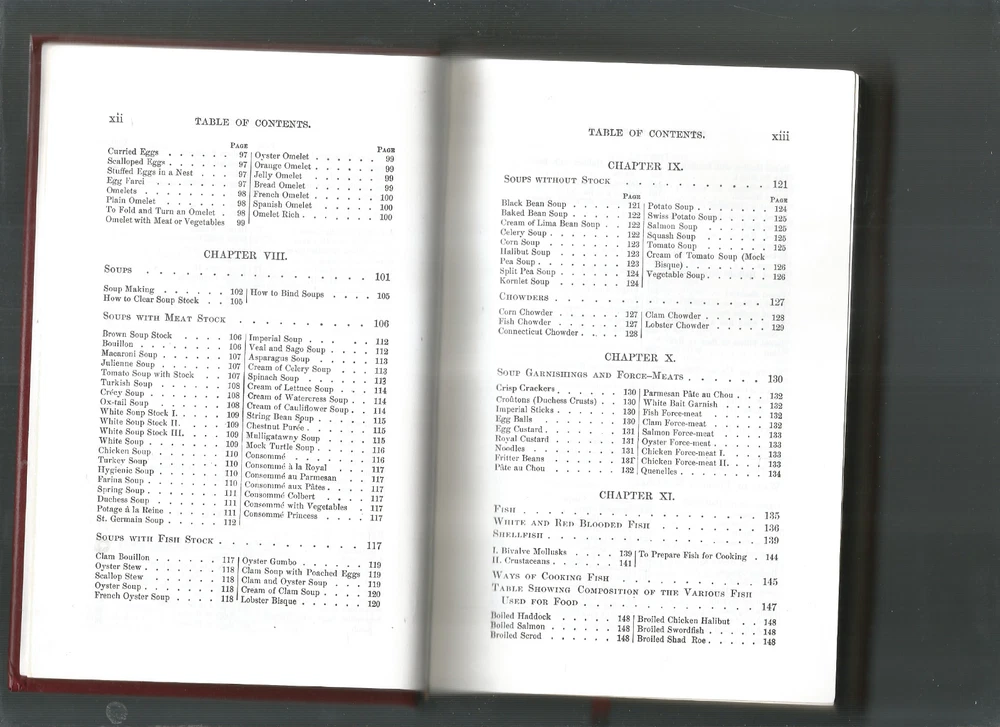 xii
TABLE OF CONTENTS.
PAGE
Curried Eggs . . . . . . 97
Scalloped Eggs . . . . . . 97
Stuffed Eggs in a Nest . . . 97
Egg Farci . . . . . . . 97
Omelets . . . . . . . 98
Plain Omelet . . . . . . 98
To Fold and Turn an Omelet . 98
Omelet with Meat or Vegetables 99
PAGE
Oyster Omelet . . . . . . 99
Orange Omelet . . . . . . 99
Jelly Omelet . . . . . . 99
Bread Omelet . . . . . . 99
French Omelet . . . . . . 100
Spanish Omelet . . . . . 100
Omelet Rich . . . . . . . 100
CHAPTER VIII.
SOUPS . . . . . . . . . . . . 101
Soup Making . . . . . . 102
How to Clear Soup Stock . . 105
How to Bind Soups . . . . 105
SOUPS WITH MEAT STOCK . . . . . . . . . 106
Brown Soup Stock . . . . 106
Bouillon . . . . . . . 106
Macaroni Soup . . . . . 107
Julienne Soup . . . . . 107
Tomato Soup with Stock . . . 107
Turkish Soup . . . . . . 108
Crécy Soup . . . . . . . 108
Ox-tail Soup . . . . . . 108
White Soup Stock I. . . . . 109
White Soup Stock II. . . . . 109
White Soup Stock III. . . . . 109
White Soup . . . . . . . 109
Chicken Soup . . . . . . 110
Turkey Soup . . . . . . 110
Hygienic Soup . . . . . . 110
Farina Soup . . . . . . 110
Spring Soup . . . . . . . 111
Duchess Soup . . . . . . 111
Potage à la Reine . . . . . 111
St. Germain Soup . . . . . 112
Imperial Soup . . . . . 112
Veal and Sago Soup . . . . 112
Asparagus Soup . . . . . 113
Cream of Celery Soup . . . 113
Spinach Soup . . . . . . 113
Cream of Lettuce Soup . . . 114
Cream of Watercress Soup . . 114
Cream of Cauliflower Soup . . 114
String Bean Soup . . . . . 115
Chestnut Purée . . . . . . 115
Mulligatawny Soup . . . . 115
Mock Turtle Soup . . . . . 116
Consommé . . . . . . . 116
Consommé à la Royal . . . 117
Consommé au Parmesan . . 117
Consommé aux Pâtes . . . . 117
Consommé Colbert . . . . 117
Consommé with Vegetables . 117
Consommé Princess . . . . 117
SOUPS WITH FISH STOCK . . . . . . . . . 117
Clam Bouillon . . . . . . 117
Oyster Stew . . . . . . . 118
Scallop Stew . . . . . . 118
Oyster Soup . . . . . . . 118
French Oyster Soup . . . . 118
Oyster Gumbo . . . . . . 119
Clam Soup with Poached Eggs 119
Clam and Oyster Soup . . . 119
Cream of Clam Soup . . . . 120
Lobster Bisque . . . . . . 120
TABLE OF CONTENTS.
xiii
CHAPTER IX.
SOUPS WITHOUT STOCK . . . . . . . . . . 121
PAGE
Black Bean Soup . . . . . 121
Baked Bean Soup . . . . . 122
Cream of Lima Bean Soup . . 122
Celery Soup . . . . . . . 122
Corn Soup . . . . . . . 123
Halibut Soup . . . . . . 123
Pea Soup . . . . . . . . 123
Split Pea Soup . . . . . . 124
Kornlet Soup . . . . . . 124
PAGE
Potato Soup . . . . . . . 124
Swiss Potato Soup . . . . . 125
Salmon Soup . . . . . . 125
Squash Soup . . . . . . 125
Tomato Soup . . . . . . 125
Cream of Tomato Soup (Mock
Bisque) . . . . . . . . 126
Vegetable Soup . . . . . . 126
CHOWDERS . . . . . . . . . . . . 127
Corn Chowder . . . . . . 127
Fish Chowder . . . . . . 127
Connecticut Chowder . . . . 128
Clam Chowder . . . . . . 128
Lobster Chowder . . . . . 129
CHAPTER X.
SOUP GARNISHINGS AND FORCE-MEATS . . . . . . 130
Crisp Crackers . . . . . . 130
Croûtons (Duchess Crusts) . . 130
Imperial Sticks . . . . . . 130
Egg Balls . . . . . . . 130
Egg Custard . . . . . . . 131
Royal Custard . . . . . . 131
Noodles . . . . . . . . 131
Fritter Beans . . . . . . 131
Pâte au Chou . . . . . . 132
Parmesan Pâte au Chou . . . 132
White Bait Garnish . . . . 132
Fish Force-meat . . . . . 132
Clam Force-meat . . . . . 132
Salmon Force-meat . . . . 133
Oyster Force-meat . . . . . 133
Chicken Force-meat I. . . . . 133
Chicken Force-meat II. . . . 133
Quenelles . . . . . . . . 134
CHAPTER XI.
FISH . . . . . . . . . . . . . 135
WHITE AND RED BLOODED FISH . . . . . . . 136
SHELLFISH . . . . . . . . . . . . 139
I. Bivalve Mollusks . . . . 139
II. Crustaceans . . . . . . 141
To Prepare Fish for Cooking . 144
WAYS OF COOKING FISH . . . . . . . . . 145
TABLE SHOWING COMPOSITION OF THE VARIOUS FISH
USED FOR FOOD . . . . . . . . . . 147
Boiled Haddock . . . . . 148
Boiled Salmon . . . . . . 148
Broiled Scrod . . . . . . 148
Broiled Chicken Halibut . . 148
Broiled Swordfish . . . . . 148
Broiled Shad Roe . . . . . 148